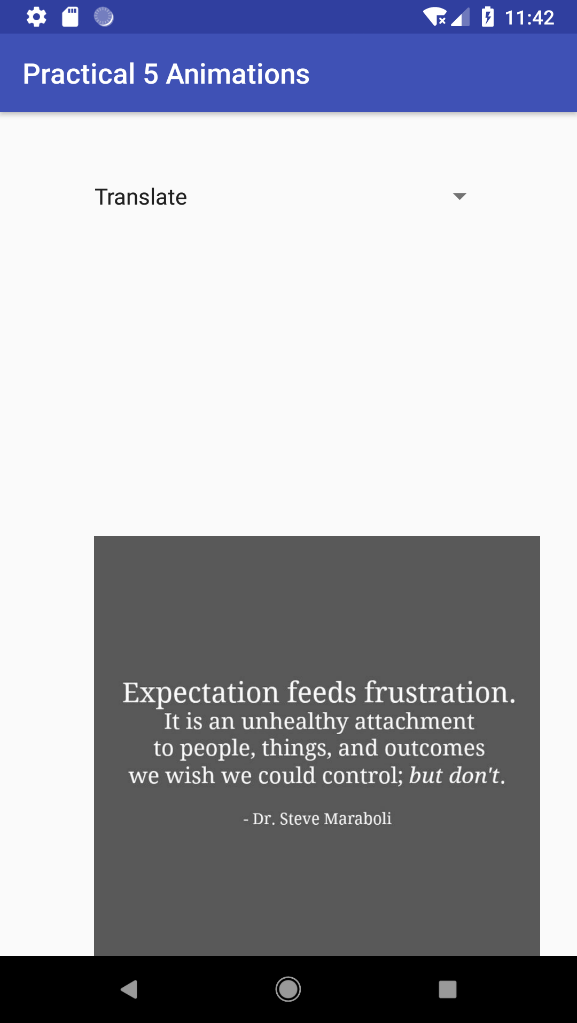 11:42
Practical 5 Animations
Translate
Expectation feeds frustration.
It is an unhealthy attachment
to people, things, and outcomes
we wish we could control; but don't.
- Dr. Steve Maraboli